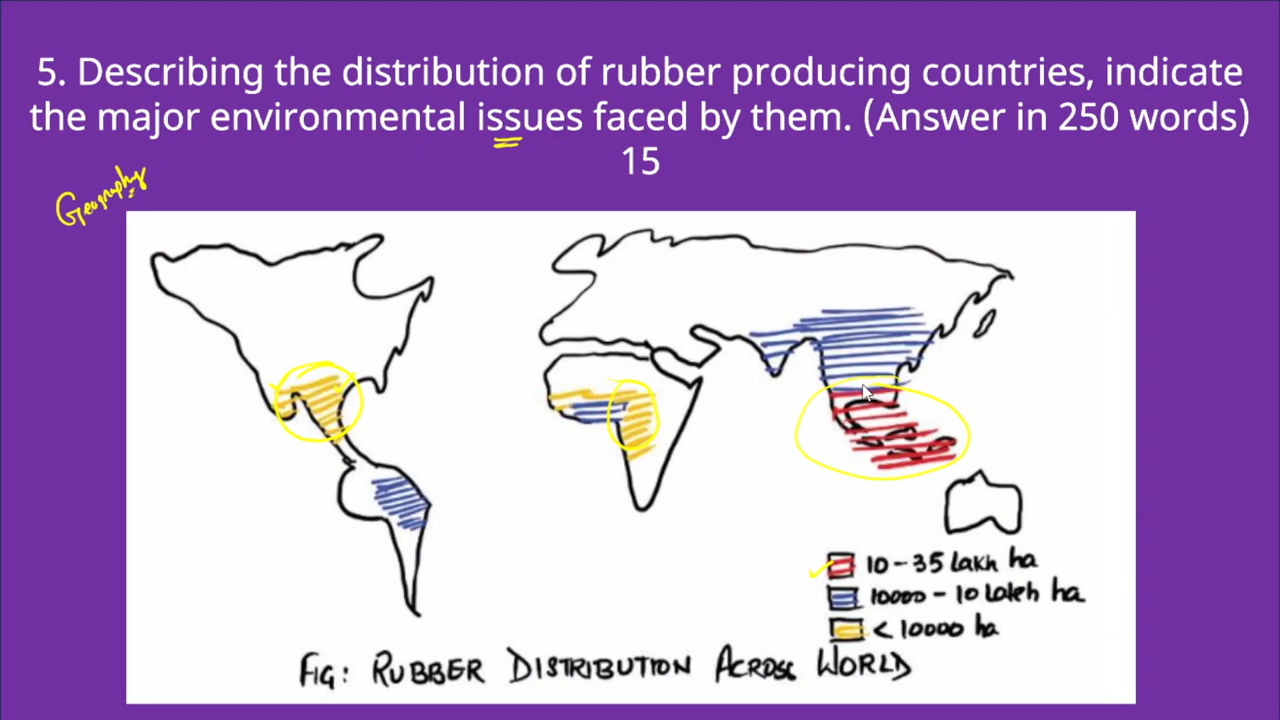 5. Describing the distribution of rubber producing countries, indicate
the major environmental issues faced by them. (Answer in 250 words)
15
Geography
10-35 lakh ha
10000 - 10 lakh ha
< 10000 ha
FIG: RUBBER DISTRIBUTION ACROSS WORLD